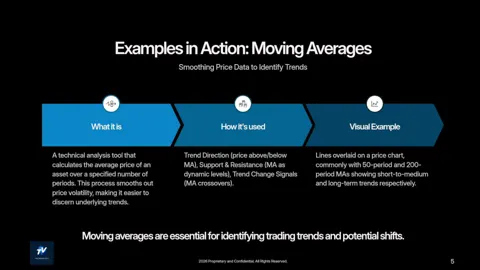 Examples in Action: Moving Averages
Smoothing Price Data to Identify Trends
What it is
A technical analysis tool that
calculates the average price of an
asset over a specified number of
periods. This process smooths out
price volatility, making it easier to
discern underlying trends.
How it's used
Trend Direction (price above/below
MA), Support & Resistance (MA as
dynamic levels), Trend Change Signals
(MA crossovers).
Visual Example
Lines overlaid on a price chart,
commonly with 50-period and 200-
period MAs showing short-to-medium
and long-term trends respectively.
Moving averages are essential for identifying trading trends and potential shifts.
2026 Proprietary and Confidential. All Rights Reserved.
5